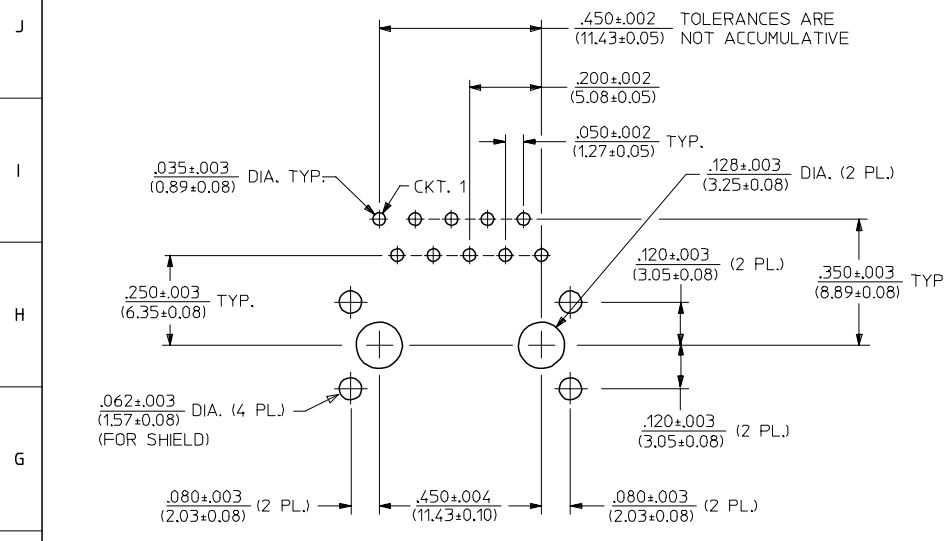 J
.450±.002 TOLERANCES ARE
(11.43±0.05) NOT ACCUMULATIVE
.200±.002
(5.08±0.05)
.050±.002 TYP.
(1.27±0.05)
I
.035±.003 DIA. TYP.
(0.89±0.08)
CKT. 1
.128±.003 DIA. (2 PL.)
(3.25±0.08)
.120±.003 (2 PL.)
(3.05±0.08)
.350±.003 TYP
(8.89±0.08)
H
.250±.003 TYP.
(6.35±0.08)
.062±.003 DIA. (4 PL.)
(1.57±0.08)
(FOR SHIELD)
.120±.003 (2 PL.)
(3.05±0.08)
G
.080±.003 (2 PL.)
(2.03±0.08)
.450±.004
(11.43±0.10)
.080±.003 (2 PL.)
(2.03±0.08)